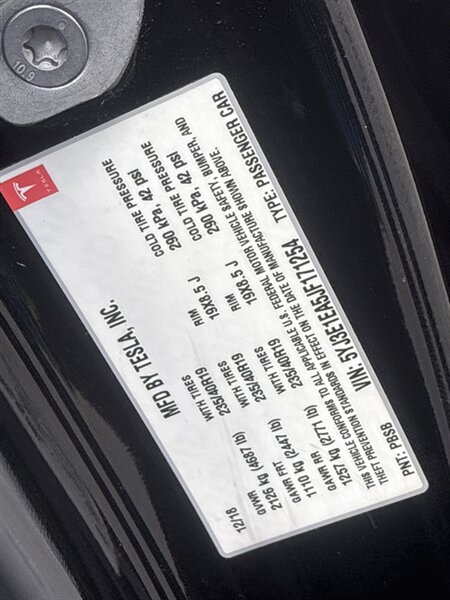 10.9
TESLA
MFD BY TESLA, INC.
12/18
GVWR
2126 kg (4687 lb)
GAWR FRT WITH TIRES RIM COLD TIRE PRESSURE
1110 kg (2447 lb) 235/40R19 19X8.5 J 290 kPa, 42 PSI
GAWR RR WITH TIRES RIM COLD TIRE PRESSURE
1257 kg (2771 lb) 235/40R19 19X8.5 J 290 kPa, 42 PSI
THIS VEHICLE CONFORMS TO ALL APPLICABLE U.S. FEDERAL MOTOR VEHICLE SAFETY, BUMPER, AND
THEFT PREVENTION STANDARDS IN EFFECT ON THE DATE OF MANUFACTURE SHOWN ABOVE.
VIN: 5YJ3E1EA5JF171254 TYPE: PASSENGER CAR
PNT: PBSB